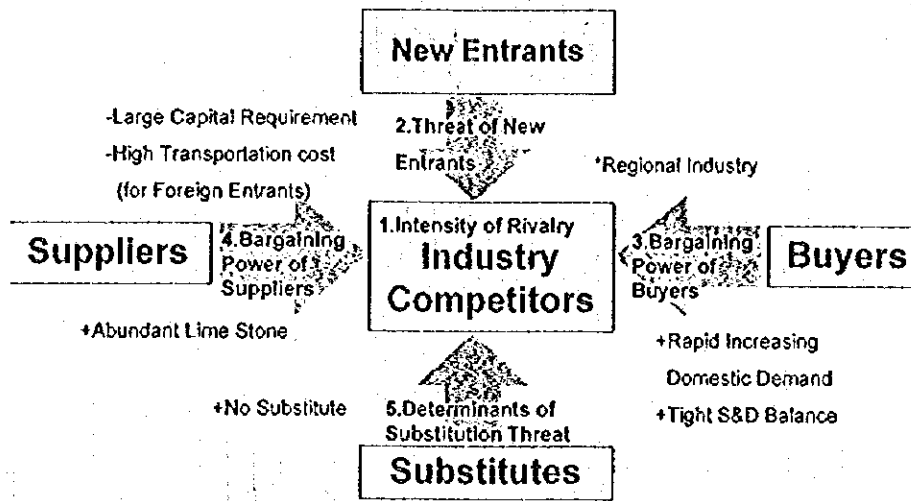 New Entrants
-Large Capital Requirement
-High Transportation cost
(for Foreign Entrants)
2.Threat of New
Entrants
*Regional Industry
Suppliers
4.Bargaining
Power of
Suppliers
1.Intensity of Rivalry
Industry
Competitors
3.Bargaining
Power of
Buyers
Buyers
+Abundant Lime Stone
+Rapid Increasing
Domestic Demand
+Tight S&D Balance
+No Substitute
5.Determinants of
Substitution Threat
Substitutes